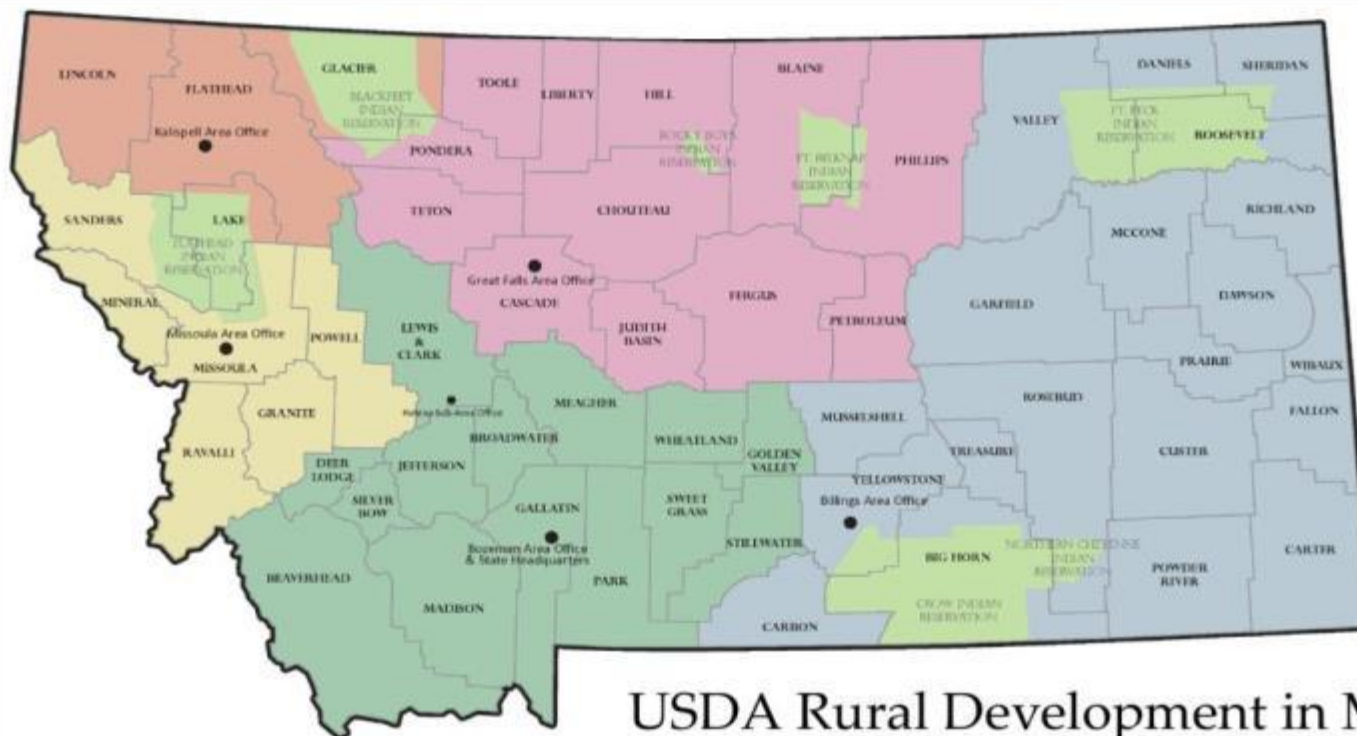 LINCOLN
FLATHEAD
Kalispell Area Office
GLACIER
BLACKFEET
INDIAN
RESERVATION
TOOLE
LIBERTY
HILL
BLAINE
PHILLIPS
VALLEY
DANIELS
SHERIDAN
FT. PECK
INDIAN
RESERVATION
ROOSEVELT
PONDERA
ROCKY BOYS
INDIAN
RESERVATION
FT. BELKNAP
INDIAN
RESERVATION
TETON
CHOUTEAU
RICHLAND
MCCONE
SANDERS
LAKE
FLATHEAD
INDIAN
RESERVATION
Great Falls Area Office
CASCADE
JUDITH
BASIN
FERGUS
PETROLEUM
GARFIELD
DAWSON
PRAIRIE
WIBAUX
MINERAL
Missoula Area Office
MISSOULA
POWELL
LEWIS
&
CLARK
Helena Sub-Area Office
GRANITE
RAVALLI
DEER
LODGE
SILVER
BOW
JEFFERSON
BROADWATER
MEAGHER
WHEATLAND
GOLDEN
VALLEY
MUSSELSHELL
TREASURE
ROSEBUD
CUSTER
FALLON
YELLOWSTONE
Billings Area Office
GALLATIN
Bozeman Area Office
& State Headquarters
SWEET
GRASS
STILLWATER
BEAVERHEAD
MADISON
PARK
CARBON
BIG HORN
CROW INDIAN
RESERVATION
NORTHERN CHEYENNE
INDIAN
RESERVATION
POWDER
RIVER
CARTER
USDA Rural Development in M